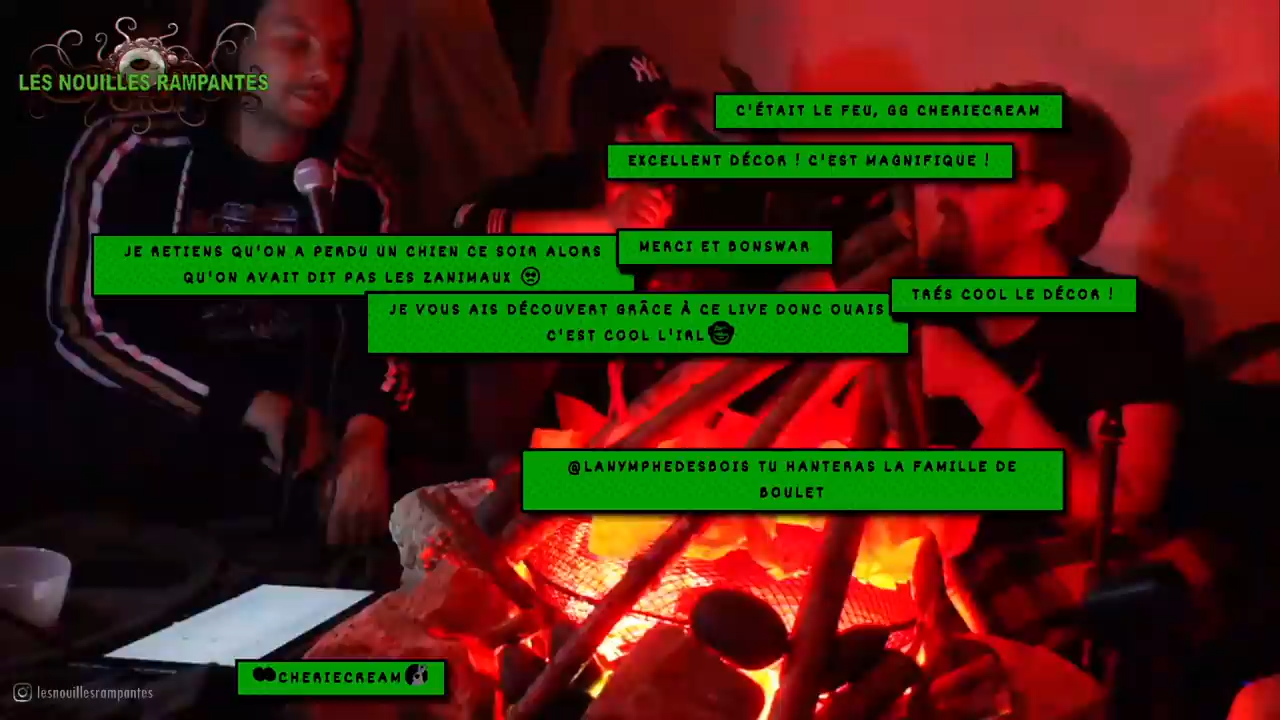 LES NOUILLES RAMPANTES
C'ÉTAIT LE FEU, GG CHERIECREAM
EXCELLENT DÉCOR ! C'EST MAGNIFIQUE !
JE RETIENS QU'ON A PERDU UN CHIEN CE SOIR ALORS
QU'ON AVAIT DIT PAS LES ZANIMAUX
MERCI ET BONSWAR
TRÉS COOL LE DÉCOR !
JE VOUS AIS DÉCOUVERT GRÂCE À CE LIVE DONC OUAIS
C'EST COOL L'IRL
@LANYMPHEDESBOIS TU HANTERAS LA FAMILLE DE
BOULET
CHERIECREAM
lesnouillesrampantes
NY